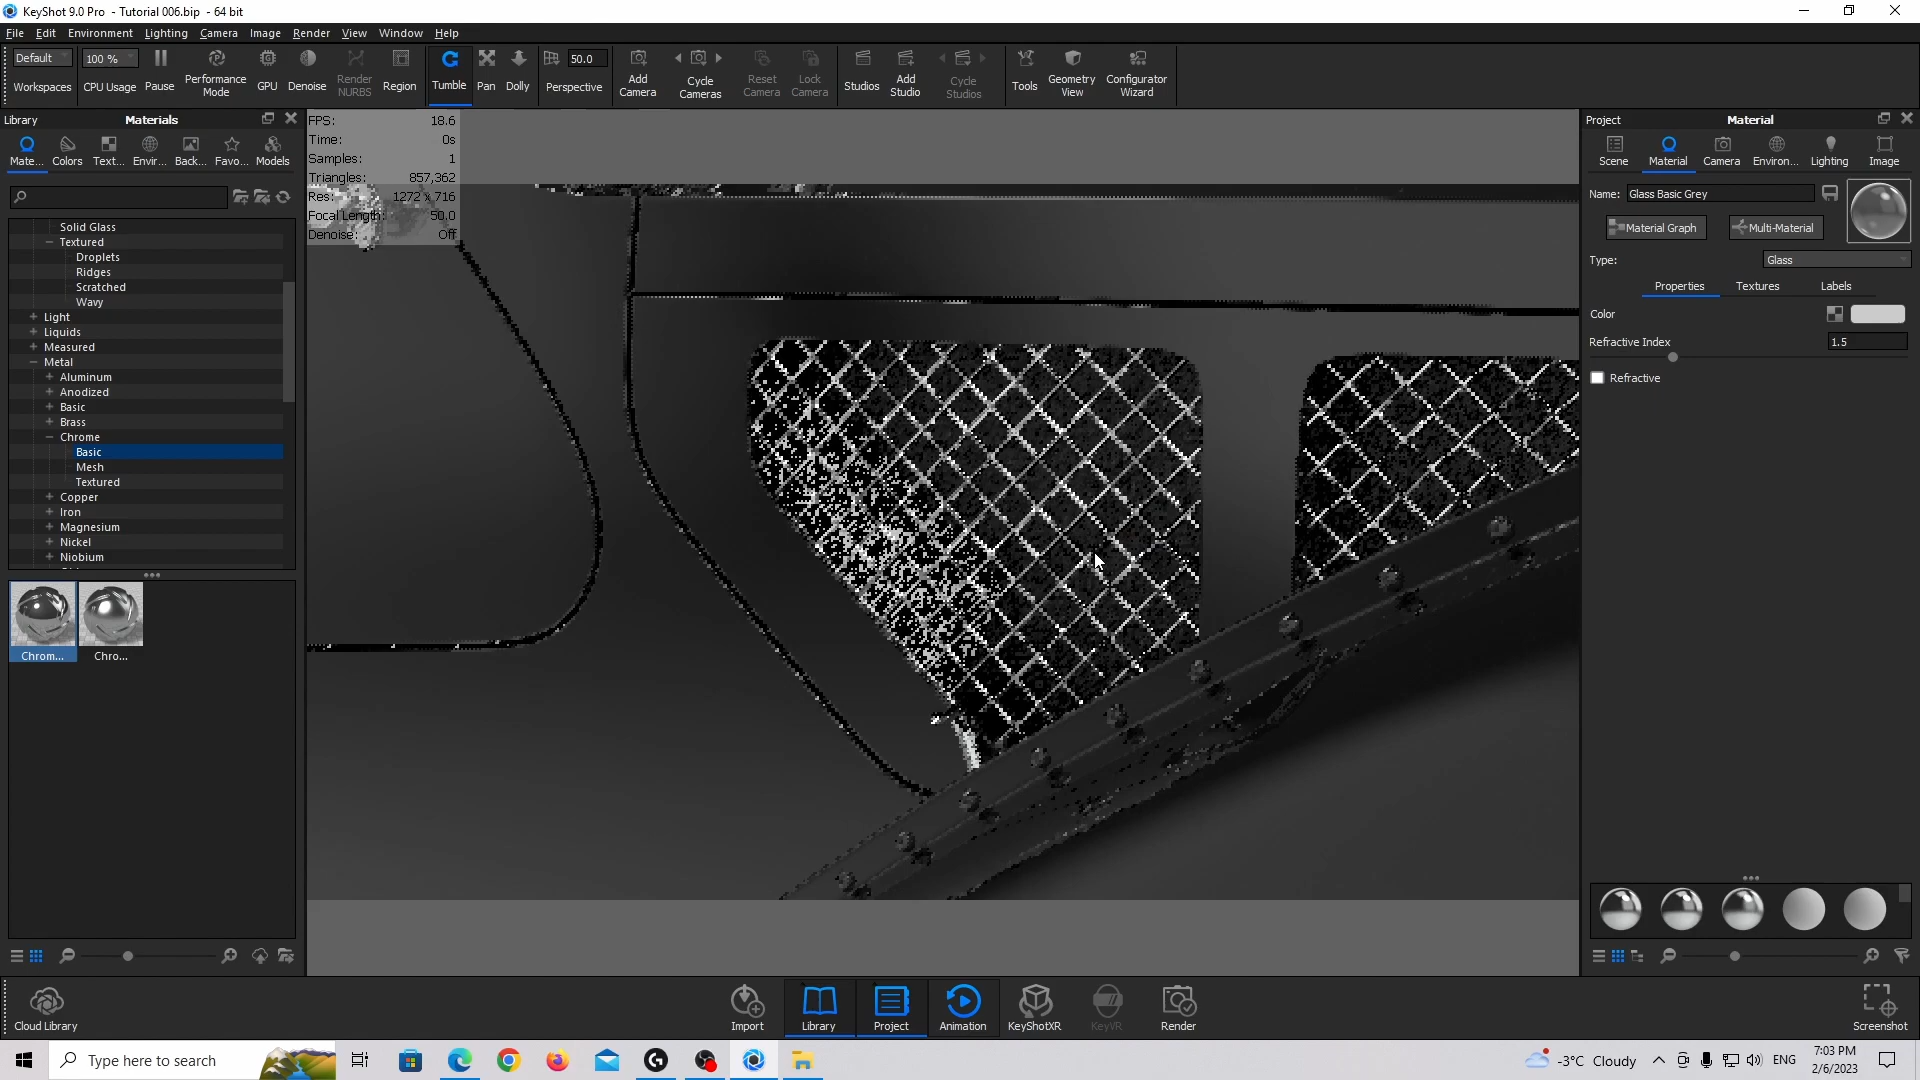 KeyShot 9.0 Pro - Tutorial 006.bip - 64 bit
File Edit Environment Lighting Camera Image Render View Window Help
Default 100 % 50.0
Workspaces CPU Usage Pause Performance Mode GPU Denoise Render NURBS Region Tumble Pan Dolly Perspective Add Camera Cycle Cameras Reset Camera Lock Camera Studios Add Studio Cycle Studios Tools Geometry View Configurator Wizard
Library Materials
Mate... Colors Text... Envir... Back... Favo... Models
Solid Glass
Textured
Droplets
Ridges
Scratched
Wavy
Light
Liquids
Measured
Metal
Aluminum
Anodized
Basic
Brass
Chrome
Basic
Mesh
Textured
Copper
Iron
Magnesium
Nickel
Niobium
Chrom... Chro...
FPS: 18.6
Time: 0s
Samples: 1
Triangles: 857,362
Res: 1272 x 716
Focal Length: 50.0
Denoise: Off
Project Material
Scene Material Camera Environ... Lighting Image
Name: Glass Basic Grey
Material Graph Multi-Material
Type: Glass
Properties Textures Labels
Color
Refractive Index 1.5
Refractive
Cloud Library Import Library Project Animation KeyShotXR KeyVR Render Screenshot
Type here to search
-3°C Cloudy ENG
7:03 PM
2/6/2023